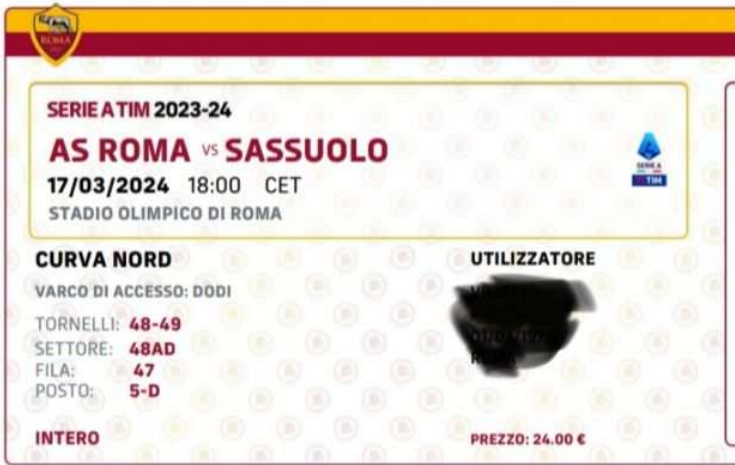 ROMA
SERIE A TIM 2023-24
AS ROMA vs SASSUOLO
17/03/2024 18:00 CET
STADIO OLIMPICO DI ROMA
SERIE A
TIM
CURVA NORD
VARCO DI ACCESSO: DODI
TORNELLI: 48-49
SETTORE: 48AD
FILA: 47
POSTO: 5-D
INTERO
UTILIZZATORE
PREZZO: 24.00 €